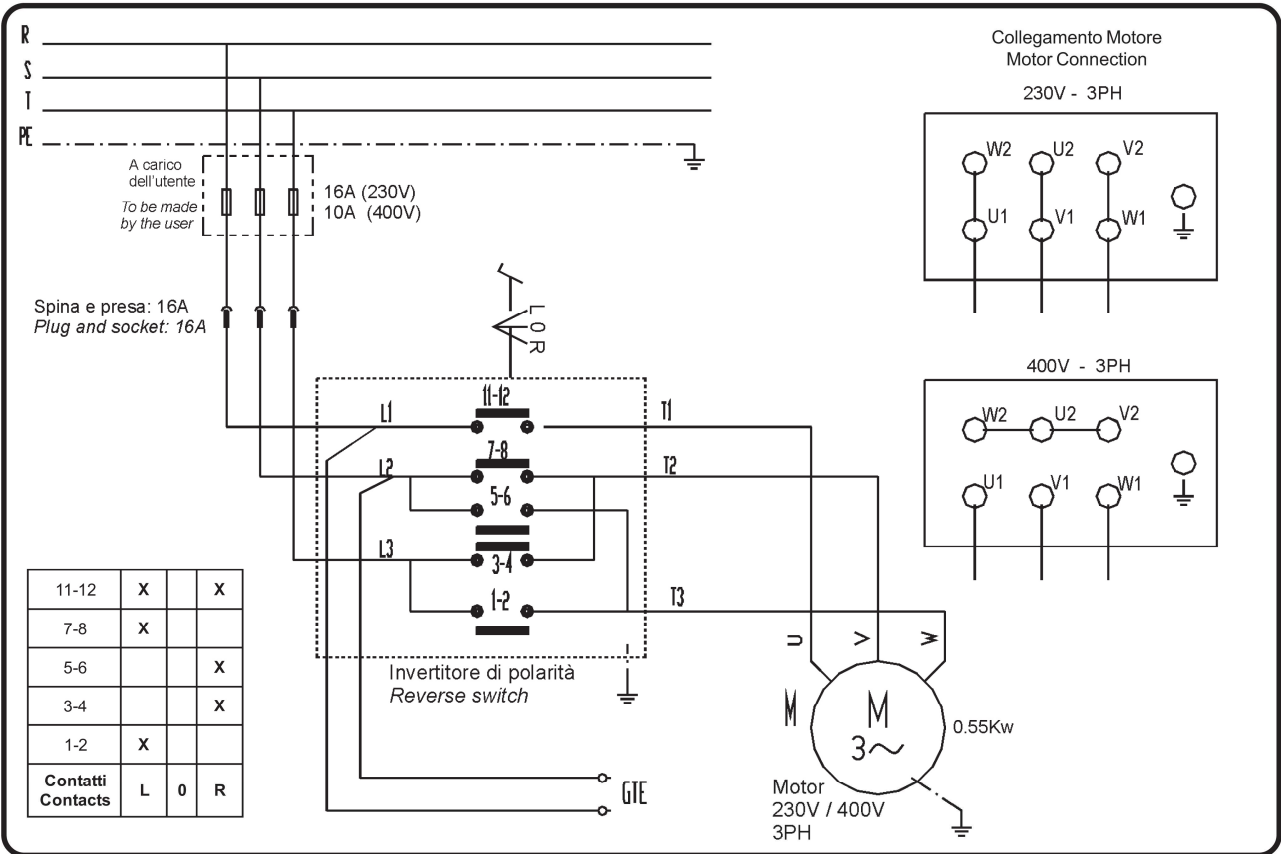 R
S
T
PE
A carico
dell'utente
To be made
by the user
16A (230V)
10A (400V)
Spina e presa: 16A
Plug and socket: 16A
L 0 R
11-12
L1
T1
7-8
L2
T2
5-6
L3
3-4
1-2
T3
Invertitore di polarità
Reverse switch
GTE
U V W
M
M
3~
0.55Kw
Motor
230V / 400V
3PH
11-12 X X
7-8 X
5-6 X
3-4 X
1-2 X
Contatti
Contacts L 0 R
Collegamento Motore
Motor Connection
230V - 3PH
W2 U2 V2
U1 V1 W1
400V - 3PH
W2 U2 V2
U1 V1 W1